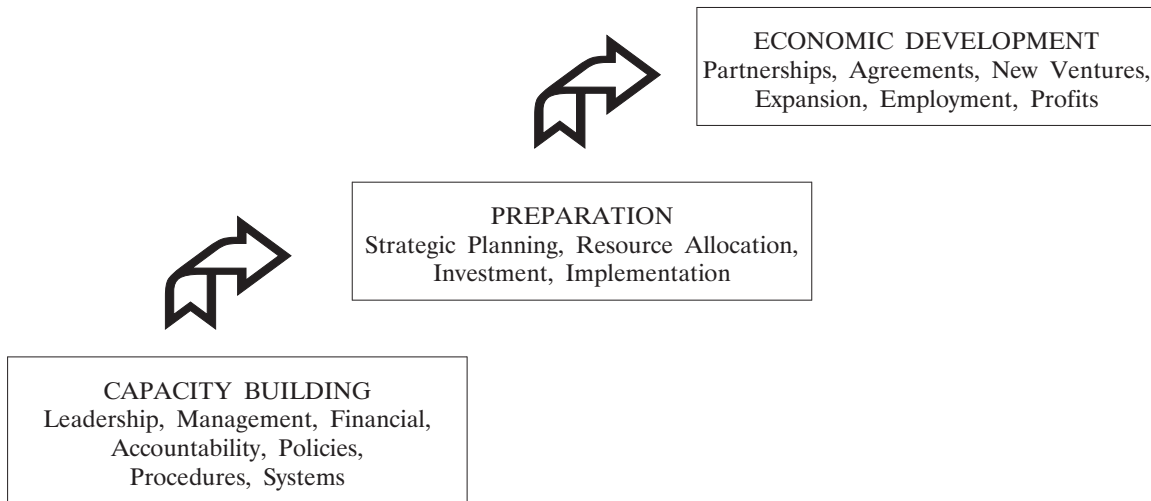 ECONOMIC DEVELOPMENT
Partnerships, Agreements, New Ventures,
Expansion, Employment, Profits
PREPARATION
Strategic Planning, Resource Allocation,
Investment, Implementation
CAPACITY BUILDING
Leadership, Management, Financial,
Accountability, Policies,
Procedures, Systems